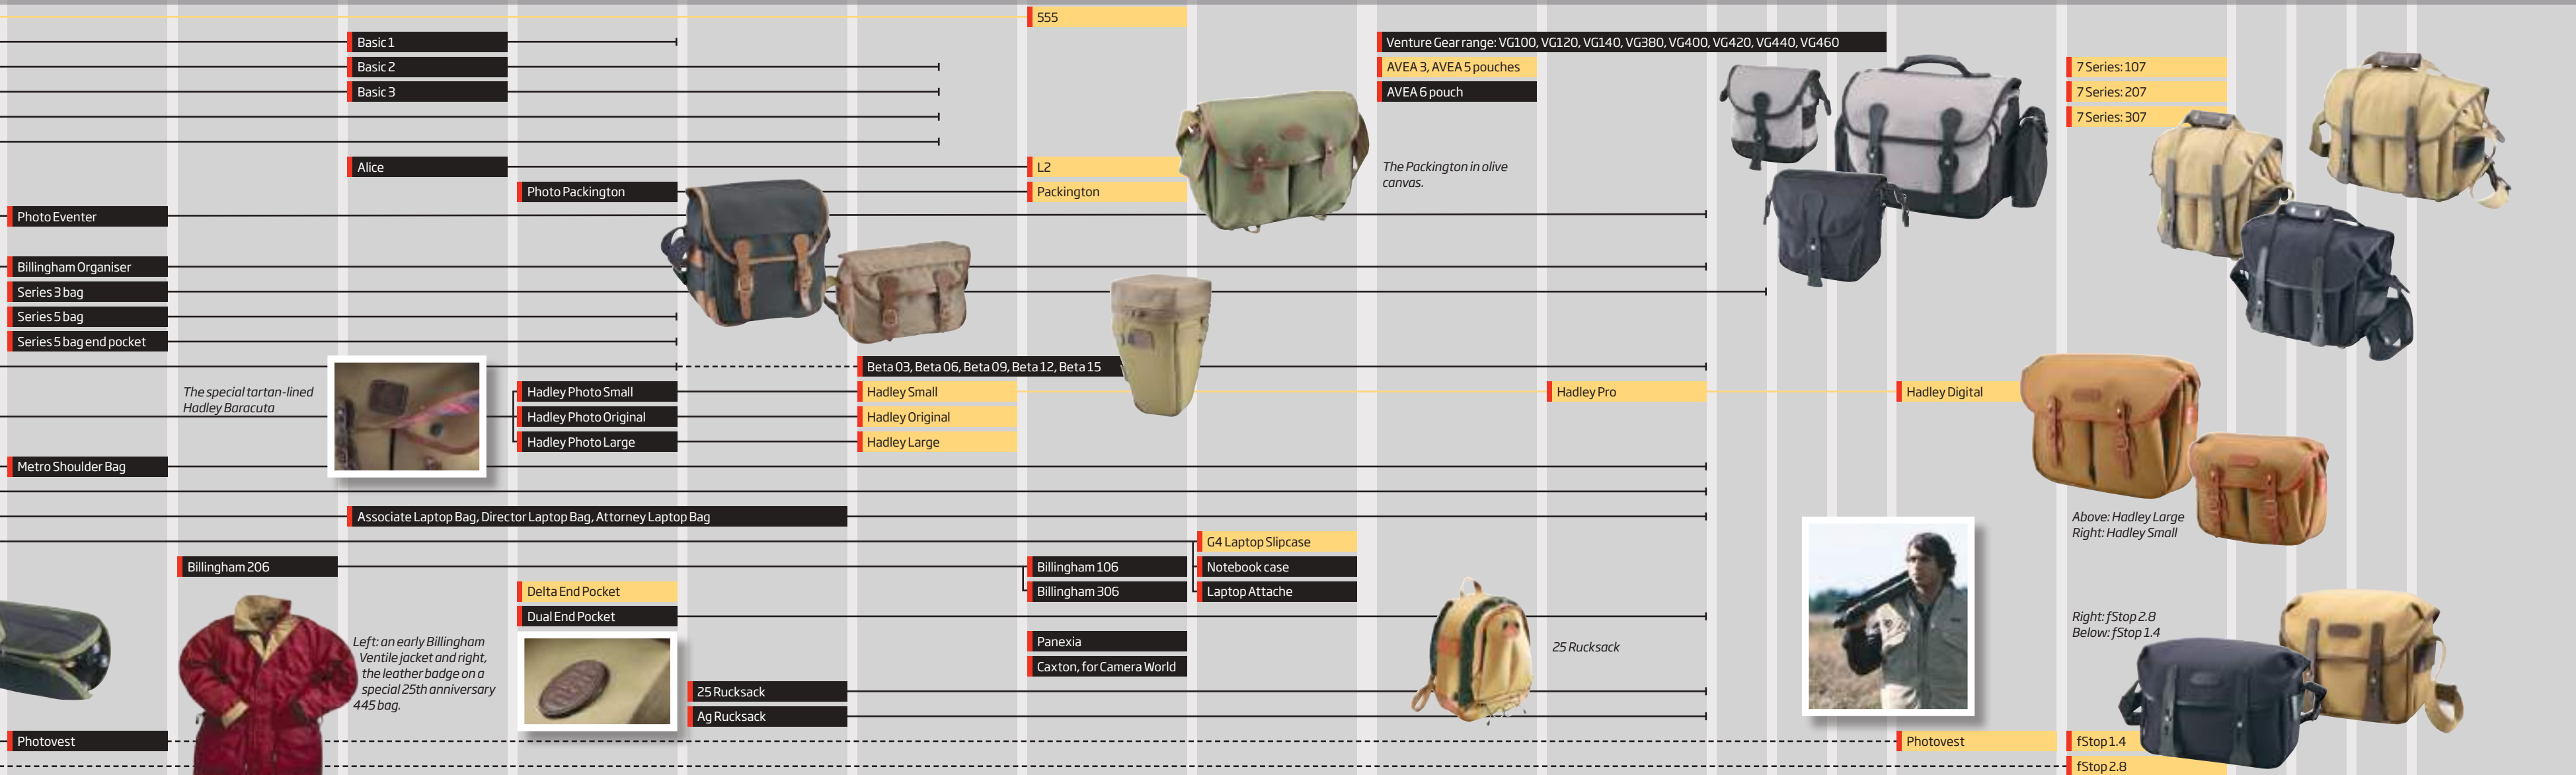 555
Basic 1
Venture Gear range: VG100, VG120, VG140, VG380, VG400, VG420, VG440, VG460
Basic 2
AVEA 3, AVEA 5 pouches
7 Series: 107
Basic 3
AVEA 6 pouch
7 Series: 207
7 Series: 307
Alice
L2
The Packington in olive
canvas.
Photo Packington
Packington
Photo Eventer
Billingham Organiser
Series 3 bag
Series 5 bag
Series 5 bag end pocket
Beta 03, Beta 06, Beta 09, Beta 12, Beta 15
The special tartan-lined
Hadley Baracuta
Hadley Photo Small
Hadley Small
Hadley Pro
Hadley Digital
Hadley Photo Original
Hadley Original
Hadley Photo Large
Hadley Large
Metro Shoulder Bag
Associate Laptop Bag, Director Laptop Bag, Attorney Laptop Bag
Above: Hadley Large
Right: Hadley Small
G4 Laptop Slipcase
Billingham 206
Billingham 106
Notebook case
Delta End Pocket
Billingham 306
Laptop Attache
Dual End Pocket
Right: fStop 2.8
Below: fStop 1.4
Left: an early Billingham
Ventile jacket and right,
the leather badge on a
special 25th anniversary
445 bag.
Panexia
25 Rucksack
Caxton, for Camera World
25 Rucksack
Ag Rucksack
Photovest
Photovest
fStop 1.4
fStop 2.8